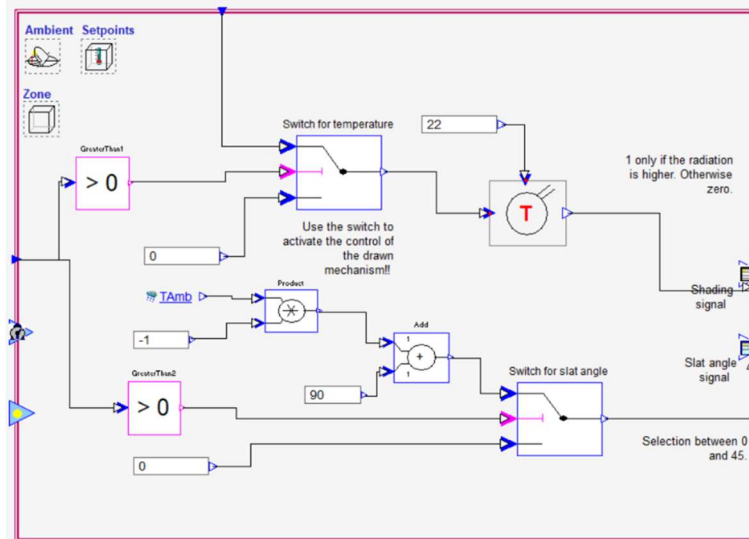 Ambient
Setpoints
Zone
Switch for temperature
22
GreaterThan1
> 0
T
1 only if the radiation
is higher. Otherwise
zero.
0
Use the switch to
activate the control of
the drawn
mechanism!!
Product
TAmb
-1
Add
1
+
1
Shading
signal
GreaterThan2
> 0
90
Switch for slat angle
Slat angle
signal
0
Selection between 0
and 45.